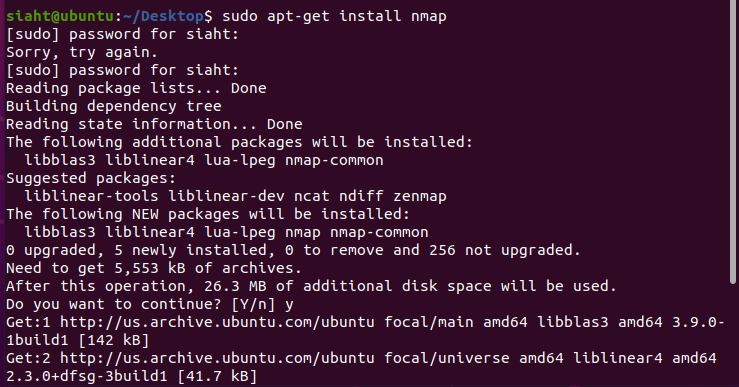 siaht@ubuntu:~/Desktop$ sudo apt-get install nmap
[sudo] password for siaht:
Sorry, try again.
[sudo] password for siaht:
Reading package lists... Done
Building dependency tree
Reading state information... Done
The following additional packages will be installed:
  libblas3 liblinear4 lua-lpeg nmap-common
Suggested packages:
  liblinear-tools liblinear-dev ncat ndiff zenmap
The following NEW packages will be installed:
  libblas3 liblinear4 lua-lpeg nmap nmap-common
0 upgraded, 5 newly installed, 0 to remove and 256 not upgraded.
Need to get 5,553 kB of archives.
After this operation, 26.3 MB of additional disk space will be used.
Do you want to continue? [Y/n] y
Get:1 http://us.archive.ubuntu.com/ubuntu focal/main amd64 libblas3 amd64 3.9.0-
1build1 [142 kB]
Get:2 http://us.archive.ubuntu.com/ubuntu focal/universe amd64 liblinear4 amd64
2.3.0+dfsg-3build1 [41.7 kB]